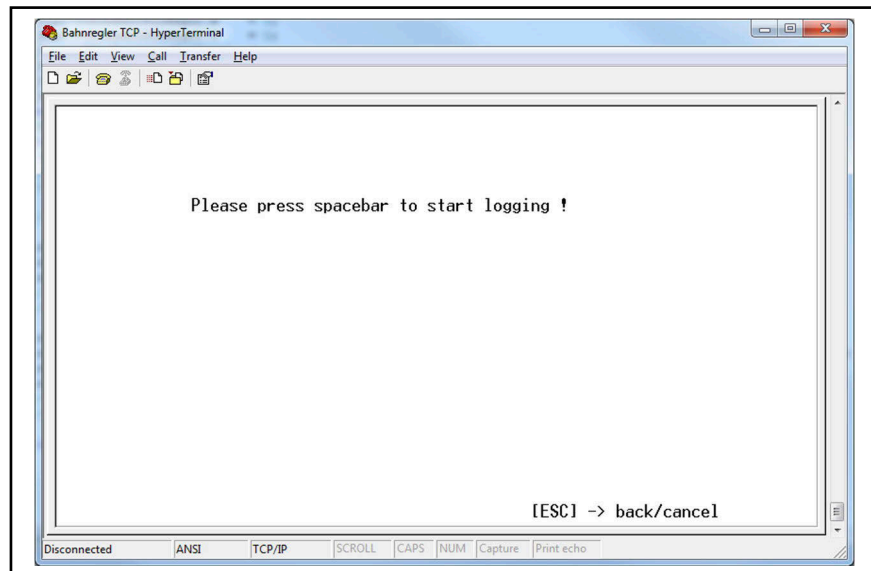 Bahnregler TCP - HyperTerminal
File Edit View Call Transfer Help
Please press spacebar to start logging !
[ESC] -> back/cancel
Disconnected ANSI TCP/IP SCROLL CAPS NUM Capture Print echo